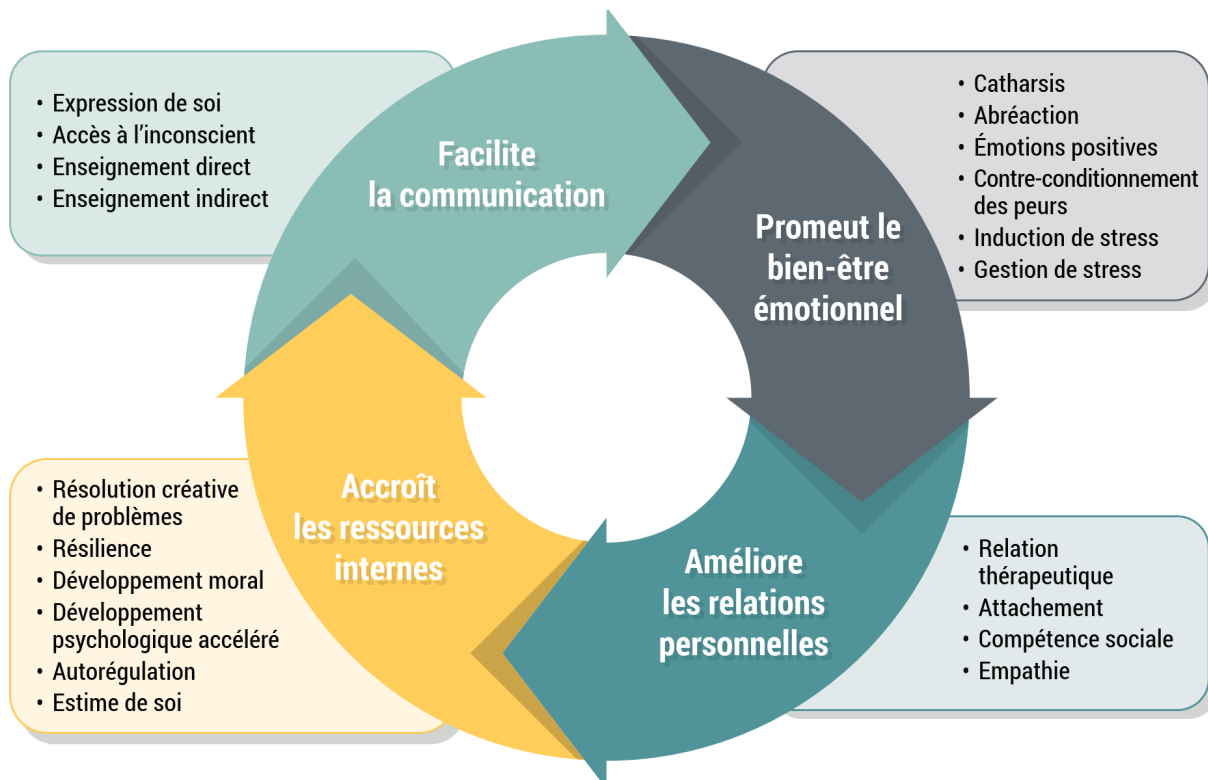 • Expression de soi
• Accès à l'inconscient
• Enseignement direct
• Enseignement indirect
Facilite
la communication
• Catharsis
• Abréaction
• Émotions positives
• Contre-conditionnement
des peurs
• Induction de stress
• Gestion de stress
Promeut le
bien-être
émotionnel
• Résolution créative
de problèmes
• Résilience
• Développement moral
• Développement
psychologique accéléré
• Autorégulation
• Estime de soi
Accroît
les ressources
internes
Améliore
les relations
personnelles
• Relation
thérapeutique
• Attachement
• Compétence sociale
• Empathie